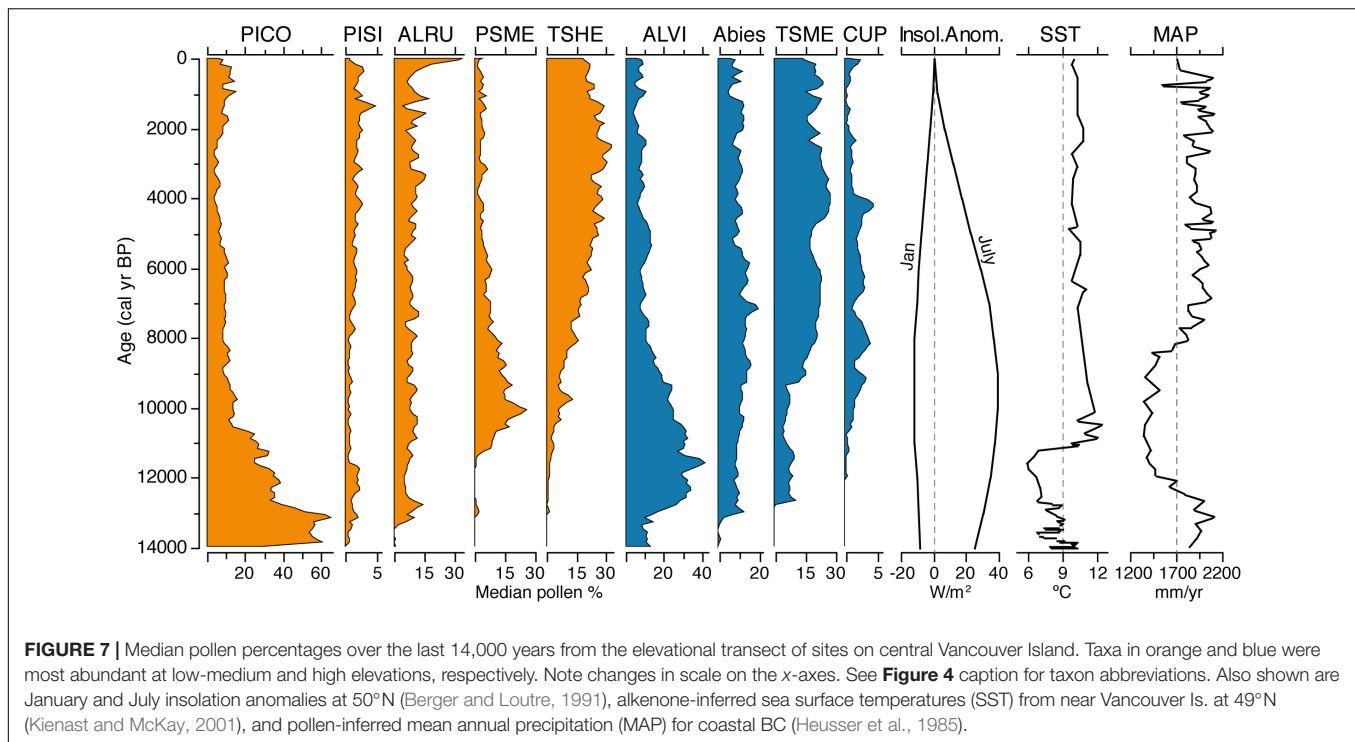 PICO PISI ALRU PSME TSHE ALVI Abies TSME CUP Insol.Anom. SST MAP
0
2000
4000
6000
8000
10000
12000
14000
Age (cal yr BP)
Jan
July
20 40 60 5 15 30 15 30 15 30 20 40 20 15 30 5 -20 0 20 40 6 9 12 1200 1700 2200
Median pollen % W/m² ºC mm/yr
FIGURE 7 | Median pollen percentages over the last 14,000 years from the elevational transect of sites on central Vancouver Island. Taxa in orange and blue were
most abundant at low-medium and high elevations, respectively. Note changes in scale on the x-axes. See Figure 4 caption for taxon abbreviations. Also shown are
January and July insolation anomalies at 50°N (Berger and Loutre, 1991), alkenone-inferred sea surface temperatures (SST) from near Vancouver Is. at 49°N
(Kienast and McKay, 2001), and pollen-inferred mean annual precipitation (MAP) for coastal BC (Heusser et al., 1985).